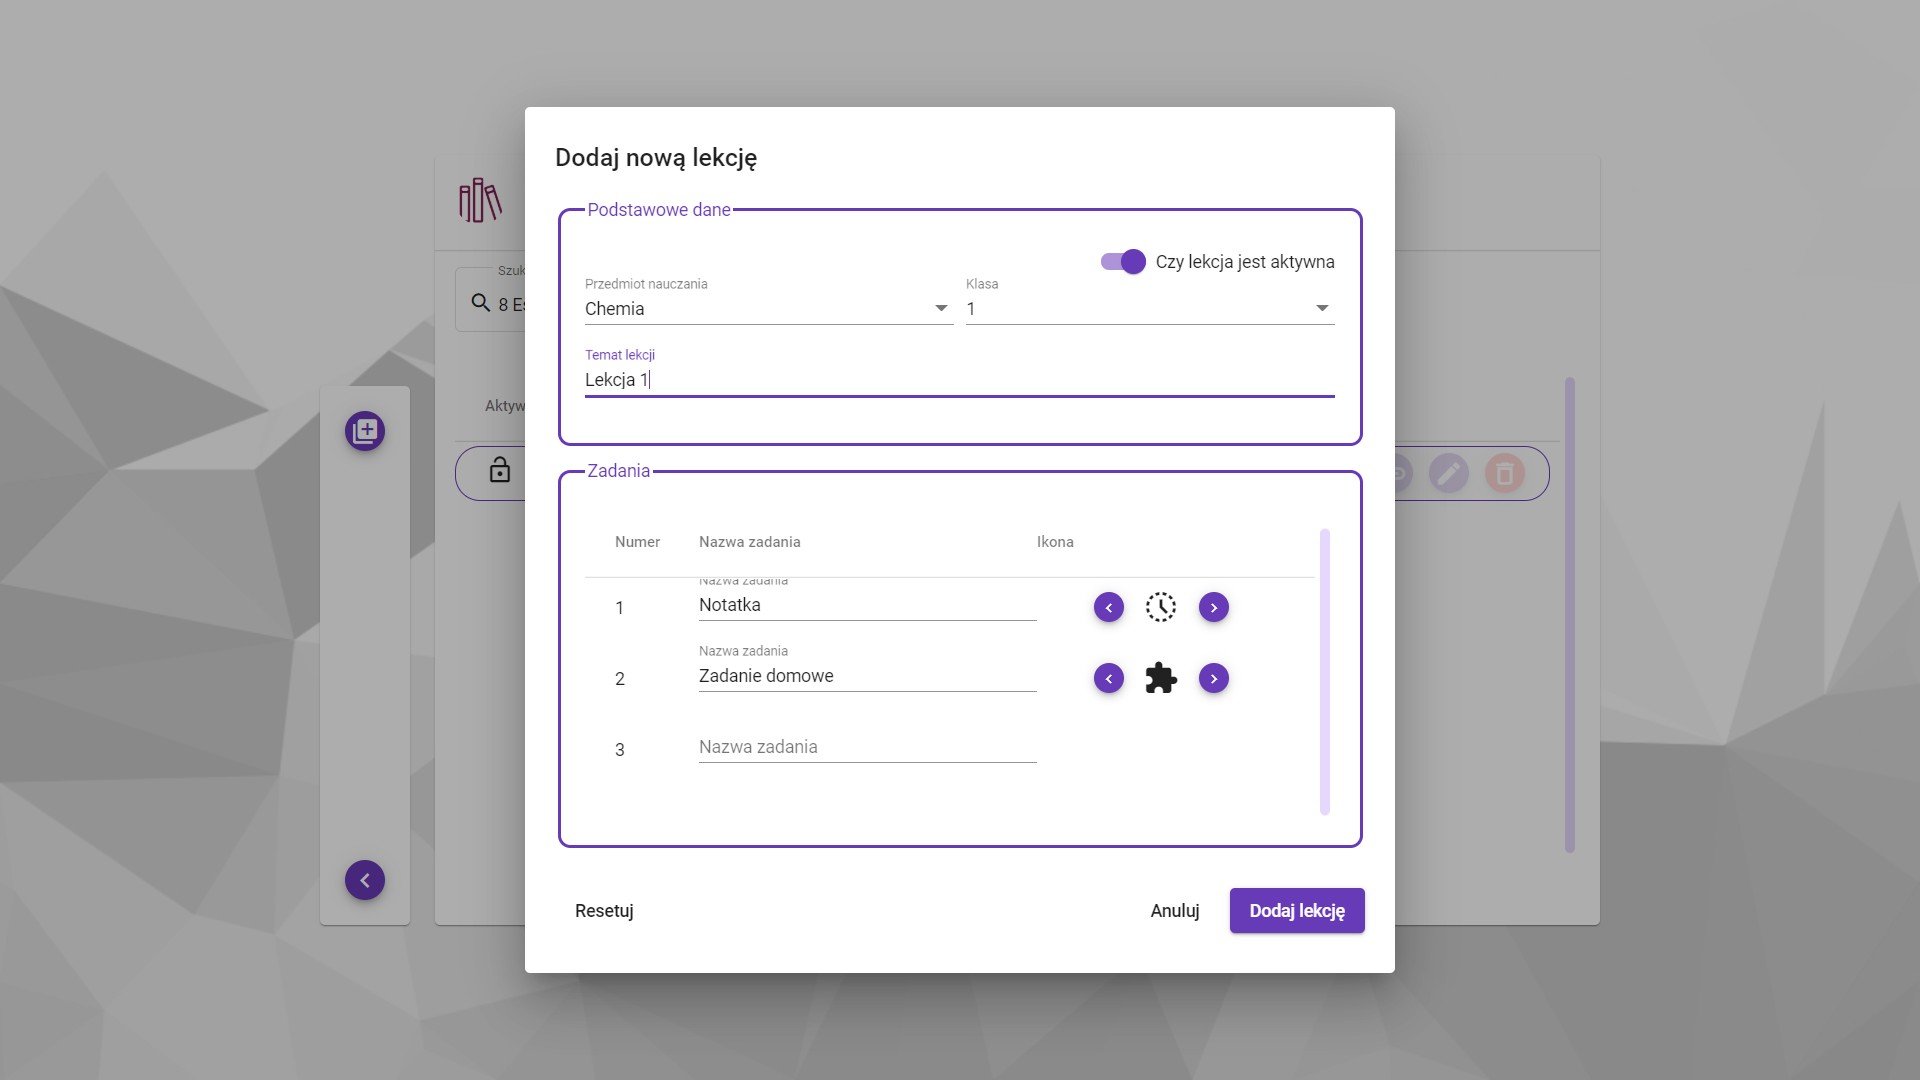 Dodaj nową lekcję
Podstawowe dane
Czy lekcja jest aktywna
Przedmiot nauczania
Klasa
Chemia
1
Temat lekcji
Lekcja 1
Zadania
Numer
Nazwa zadania
Ikona
Nazwa zadania
1
Notatka
Nazwa zadania
2
Zadanie domowe
3
Nazwa zadania
Resetuj
Anuluj
Dodaj lekcję
8